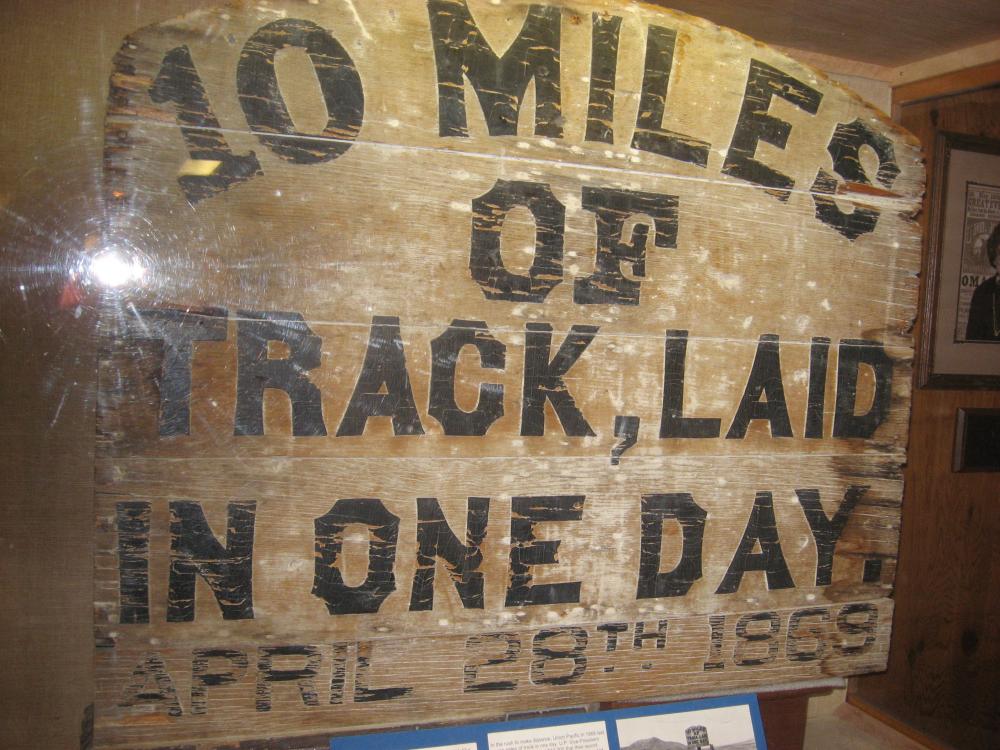 10 MILES
OF
TRACK, LAID
IN ONE DAY.
APRIL 28TH 1869